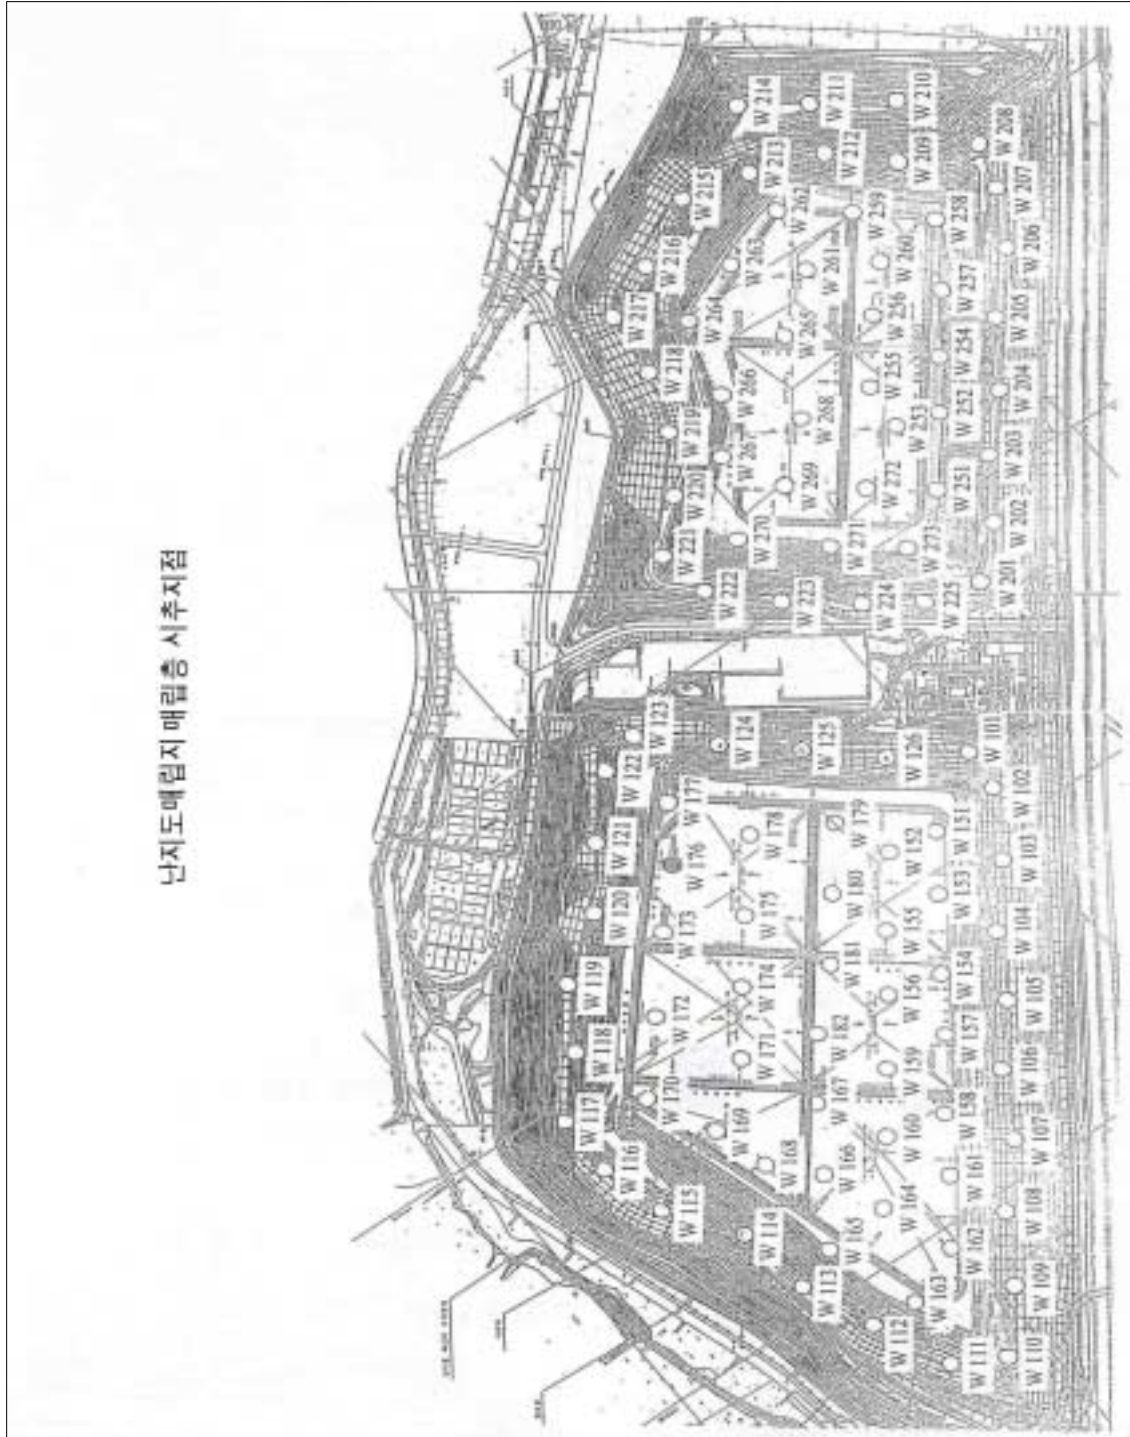 난지도매립지 매립층 시추지점
W 214
W 211
W 210
W 213
W 212
W 209
W 208
W 215
W 262
W 259
W 258
W 207
W 216
W 263
W 261
W 260
W 206
W 217
W 264
W 265
W 256
W 257
W 205
W 218
W 266
W 255
W 254
W 204
W 219
W 267
W 268
W 253
W 252
W 203
W 220
W 269
W 272
W 251
W 202
W 221
W 270
W 271
W 273
W 201
W 222
W 223
W 224
W 225
W 123
W 124
W 125
W 126
W 101
W 122
W 177
W 102
W 121
W 176
W 178
W 179
W 152
W 151
W 103
W 120
W 173
W 175
W 180
W 155
W 153
W 104
W 119
W 172
W 174
W 181
W 156
W 154
W 105
W 118
W 171
W 182
W 159
W 157
W 106
W 117
W 170
W 169
W 167
W 160
W 158
W 107
W 116
W 168
W 166
W 164
W 161
W 108
W 115
W 114
W 165
W 162
W 113
W 163
W 109
W 112
W 111
W 110